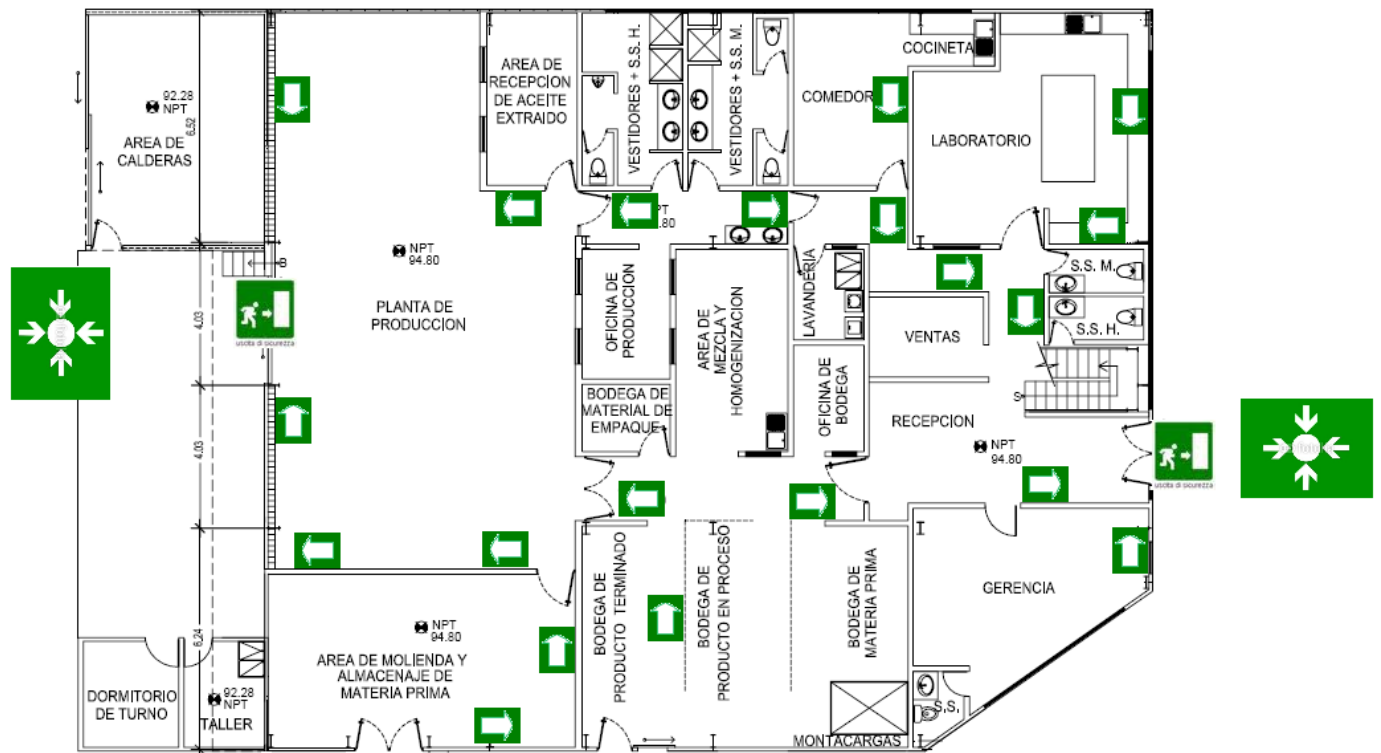 COCINETA
AREA DE
RECEPCION
DE ACEITE
EXTRAIDO
VESTIDORES + S.S. H.
VESTIDORES + S.S. M.
COMEDOR
92.28
NPT
6.52
AREA DE
CALDERAS
LABORATORIO
PT
.80
NPT
94.80
B
S.S. M.
LAVANDERIA
OFICINA DE
PRODUCCION
AREA DE
MEZCLA Y
HOMOGENIZACION
PLANTA DE
PRODUCCION
4.03
uscita di sicurezza
VENTAS
S.S. H.
BODEGA DE
MATERIAL DE
EMPAQUE
OFICINA DE
BODEGA
S
RECEPCION
NPT
94.80
4.03
uscita di sicurezza
BODEGA DE
PRODUCTO TERMINADO
BODEGA DE
PRODUCTO EN PROCESO
BODEGA DE
MATERIA PRIMA
GERENCIA
NPT
94.80
6.24
AREA DE MOLIENDA Y
ALMACENAJE DE
MATERIA PRIMA
DORMITORIO
DE TURNO
92.28
NPT
TALLER
S.S.
MONTACARGAS